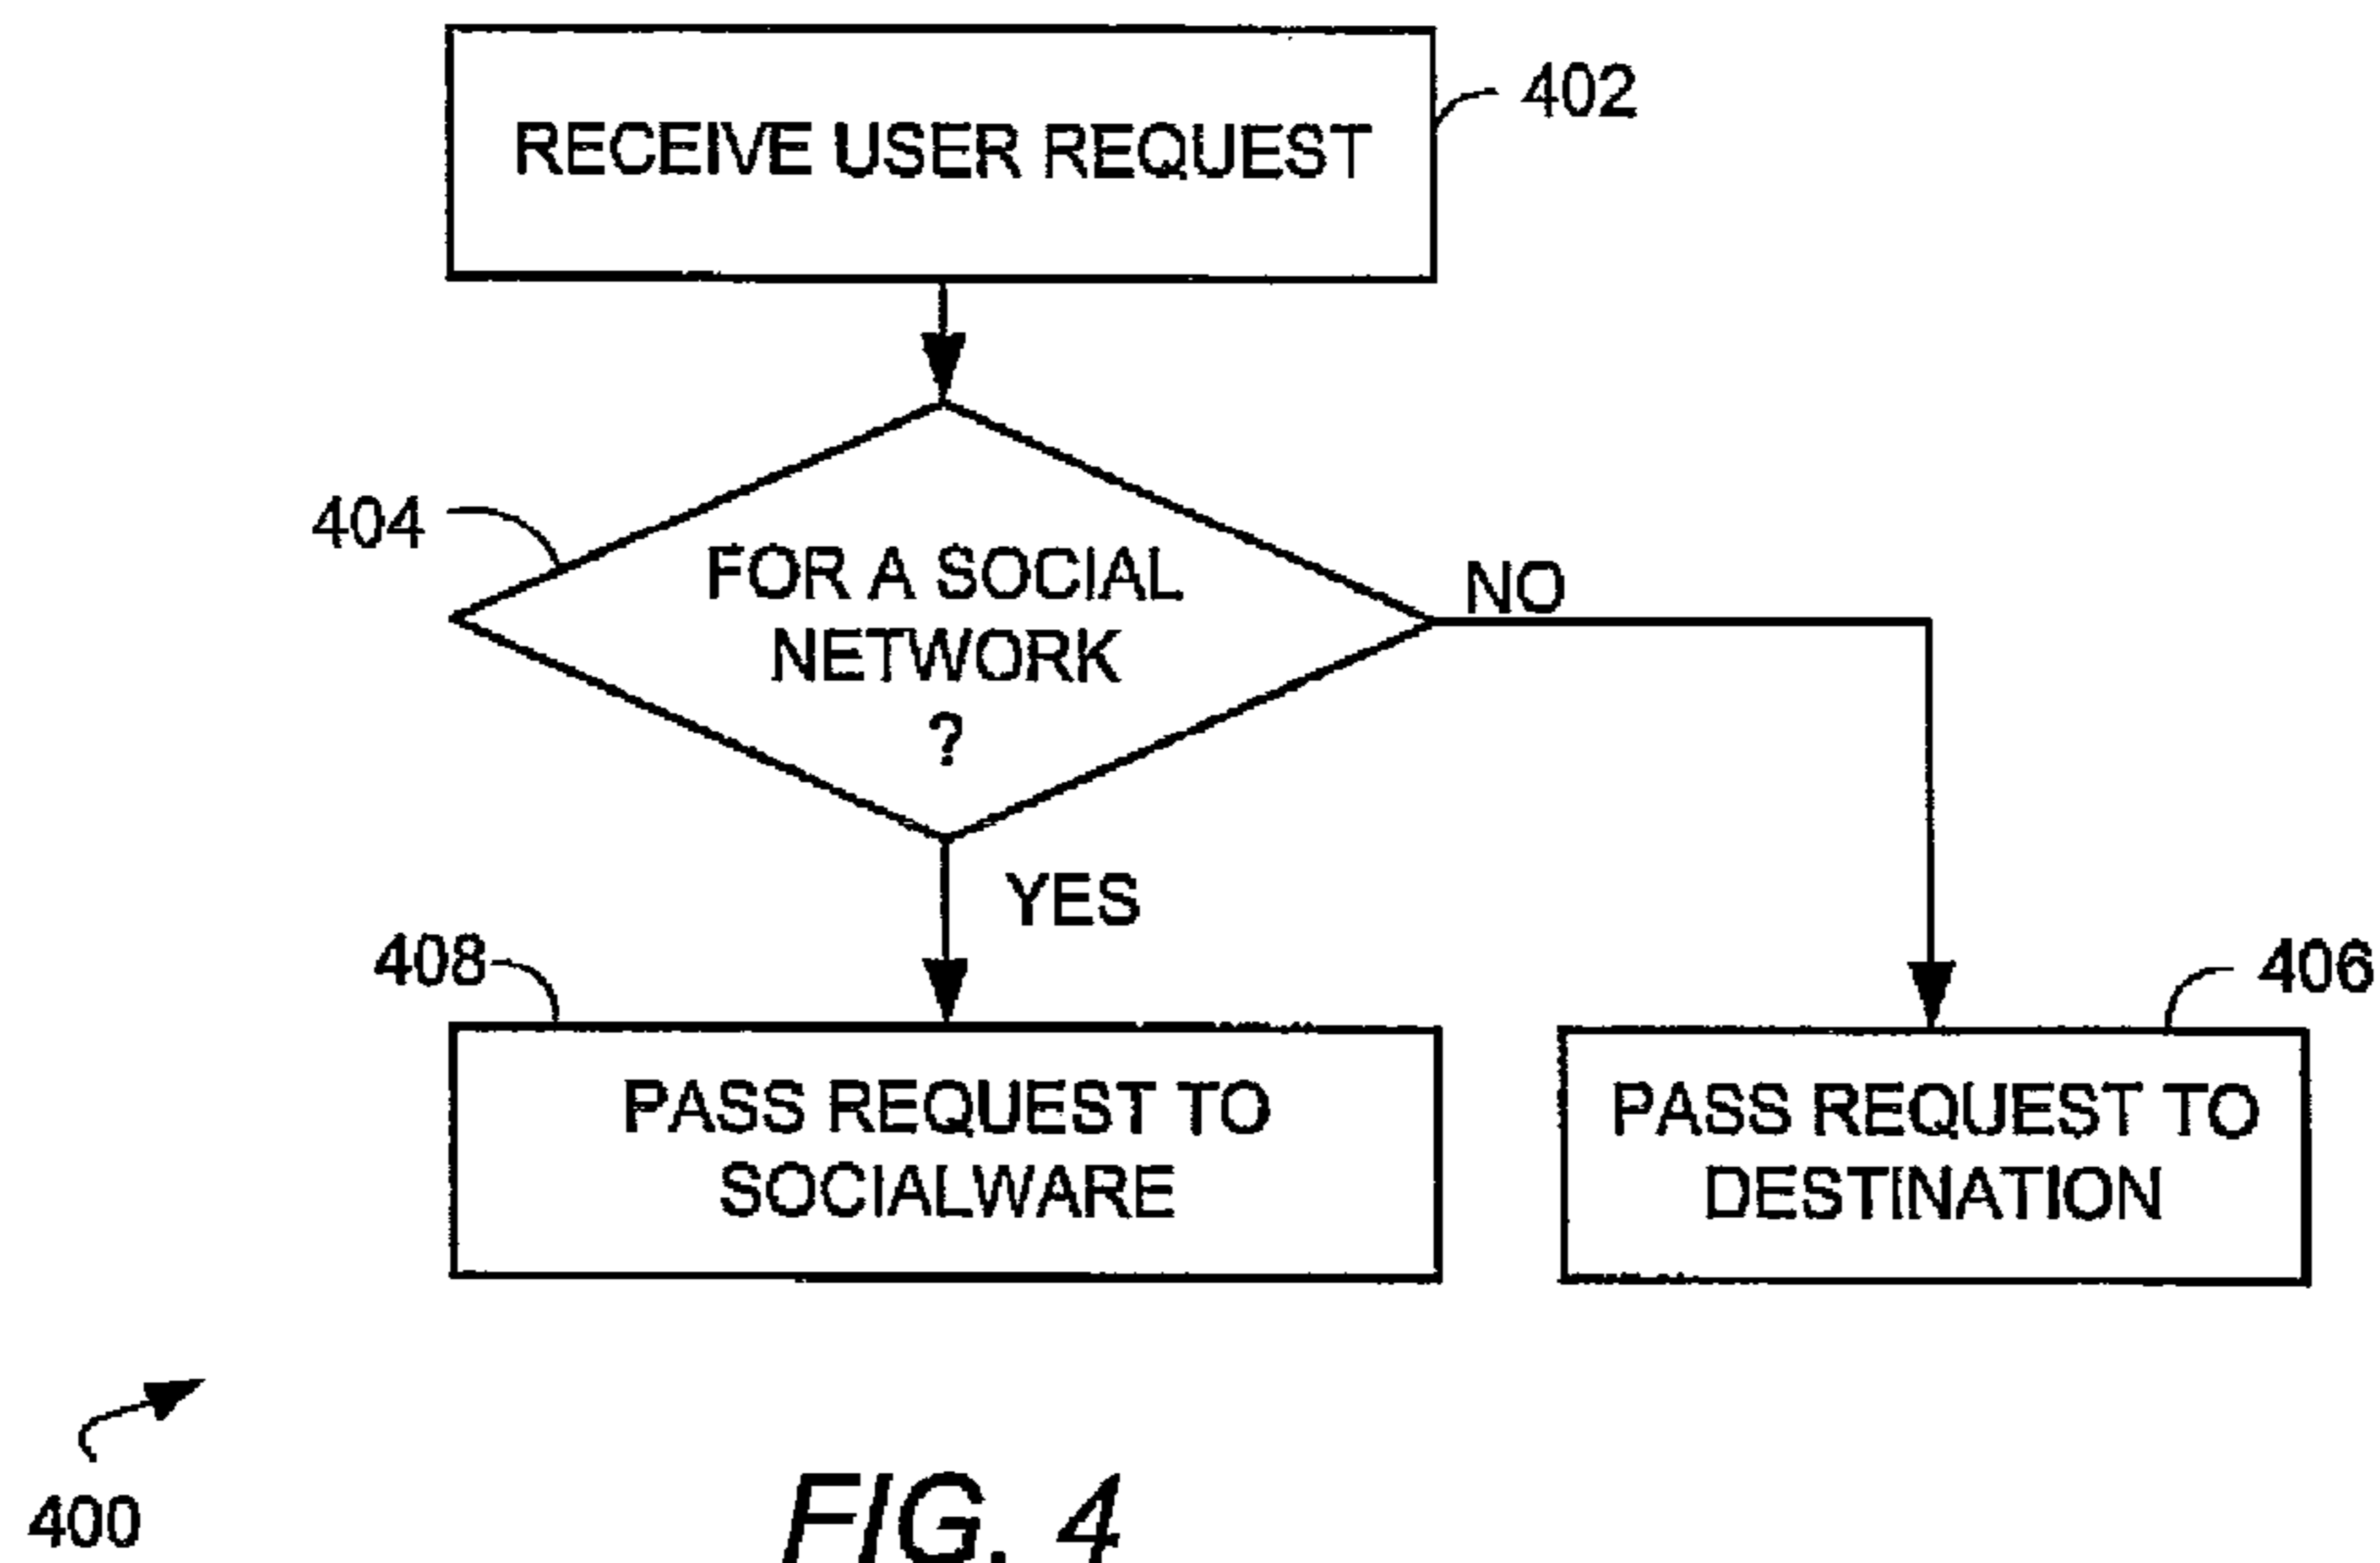 RECEIVE USER REQUEST
402
404
FOR A SOCIAL
NETWORK
?
NO
YES
408
406
PASS REQUEST TO
SOCIALWARE
PASS REQUEST TO
DESTINATION
400
FIG. 4